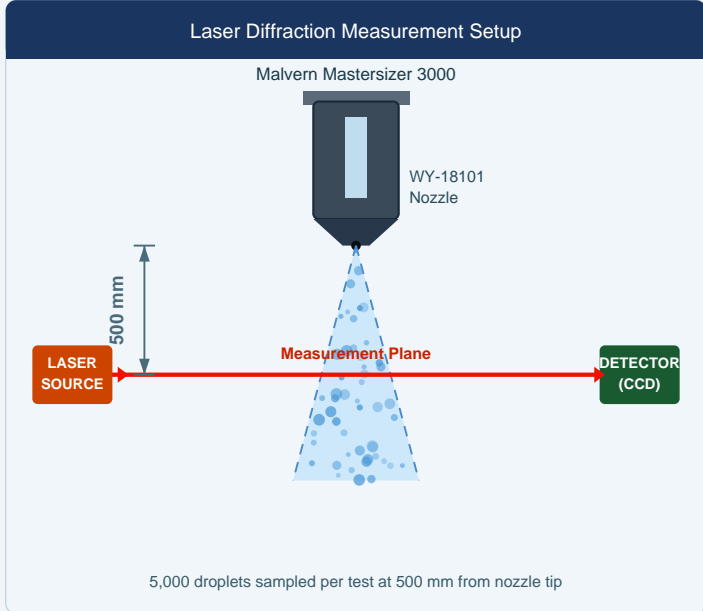 Laser Diffraction Measurement Setup
Malvern Mastersizer 3000
WY-18101
Nozzle
500 mm
Measurement Plane
LASER
SOURCE
DETECTOR
(CCD)
5,000 droplets sampled per test at 500 mm from nozzle tip